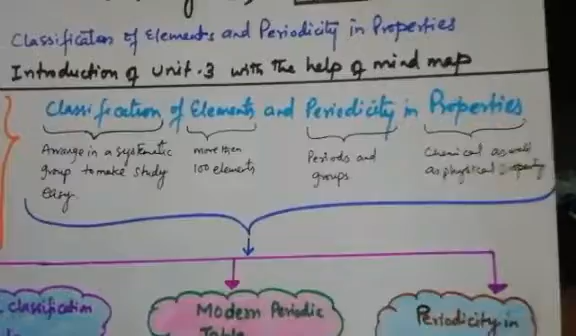 Classification of Elements and Periodicity in Properties
Introduction of Unit.3 with the help of mind map
Classification of Elements and Periodicity in Properties
Arrange in a systematic
group to make study
easy.
more then
100 elements
Periods and
groups
Chemical as well
as physical property
Classification
Modern Periodic
Table
Periodicity in